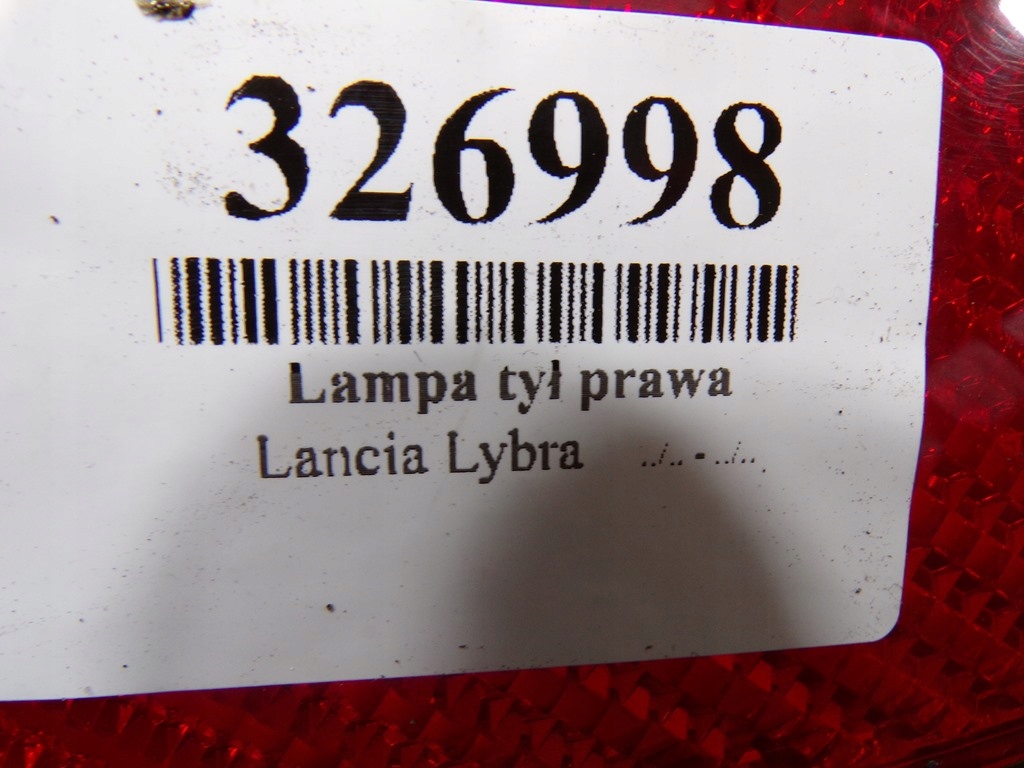 326998
Lampa tył prawa
Lancia Lybra ../.. - ../..